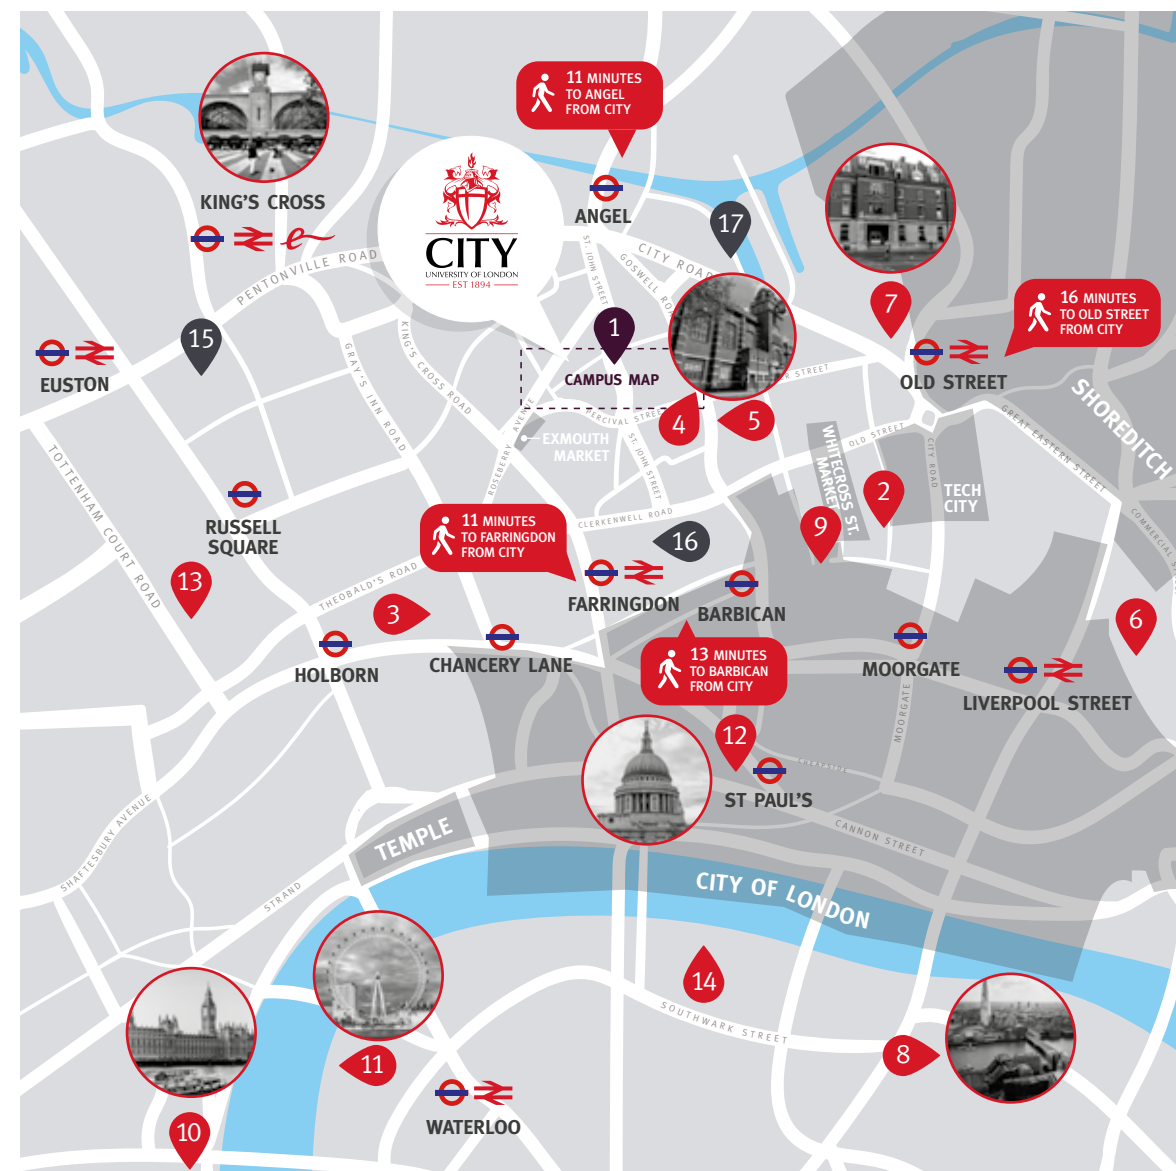 11 MINUTES
TO ANGEL
FROM CITY
KING'S CROSS
e
ANGEL
CITY
UNIVERSITY OF LONDON
EST 1894
17
CITY ROAD
ST. JOHN STREET
GOSWELL ROAD
PENTONVILLE ROAD
7
16 MINUTES
TO OLD STREET
FROM CITY
15
1
KING'S CROSS ROAD
GRAY'S INN ROAD
EUSTON
CAMPUS MAP
OLD STREET
SHOREDITCH
4
5
PERCIVAL STREET
ROSEBERRY AVENUE
EXMOUTH
MARKET
ST. JOHN STREET
WHITECROSS ST.
MARKET
OLD STREET
CITY ROAD
GREAT EASTERN STREET
TOTTENHAM COURT ROAD
2
TECH
CITY
RUSSELL
SQUARE
11 MINUTES
TO FARRINGDON
FROM CITY
CLERKENWELL ROAD
16
9
COMMERCIAL
13
THEOBALD'S ROAD
3
FARRINGDON
BARBICAN
6
HOLBORN
CHANCERY LANE
13 MINUTES
TO BARBICAN
FROM CITY
MOORGATE
LIVERPOOL STREET
MOORGATE
12
CHEAPSIDE
ST PAUL'S
SHAFTESBURY AVENUE
TEMPLE
CANNON STREET
STRAND
CITY OF LONDON
14
SOUTHWARK STREET
11
8
WATERLOO
10